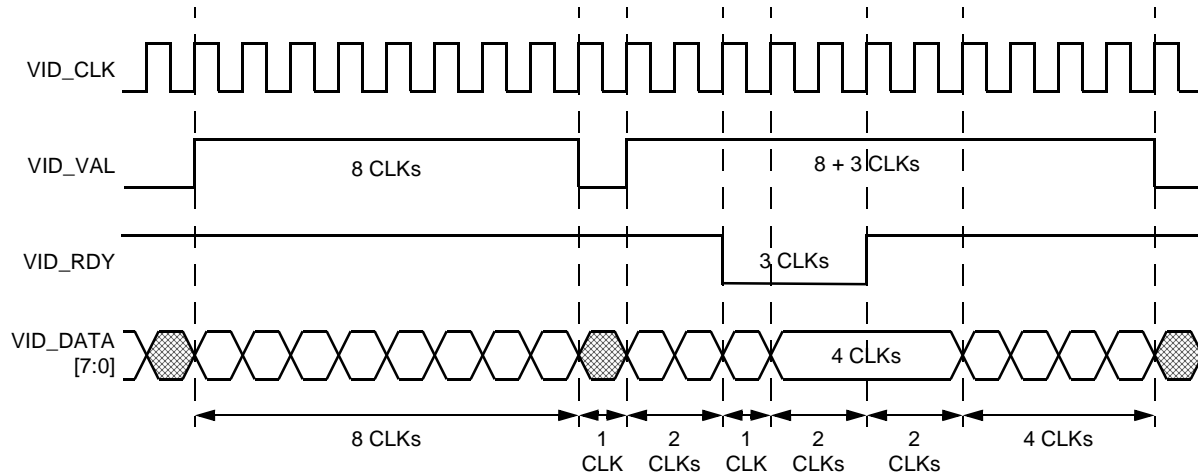 VID_CLK
VID_VAL
8 CLKs
8 + 3 CLKs
VID_RDY
3 CLKs
VID_DATA
[7:0]
4 CLKs
8 CLKs
1
CLK
2
CLKs
1
CLK
2
CLKs
2
CLKs
4 CLKs